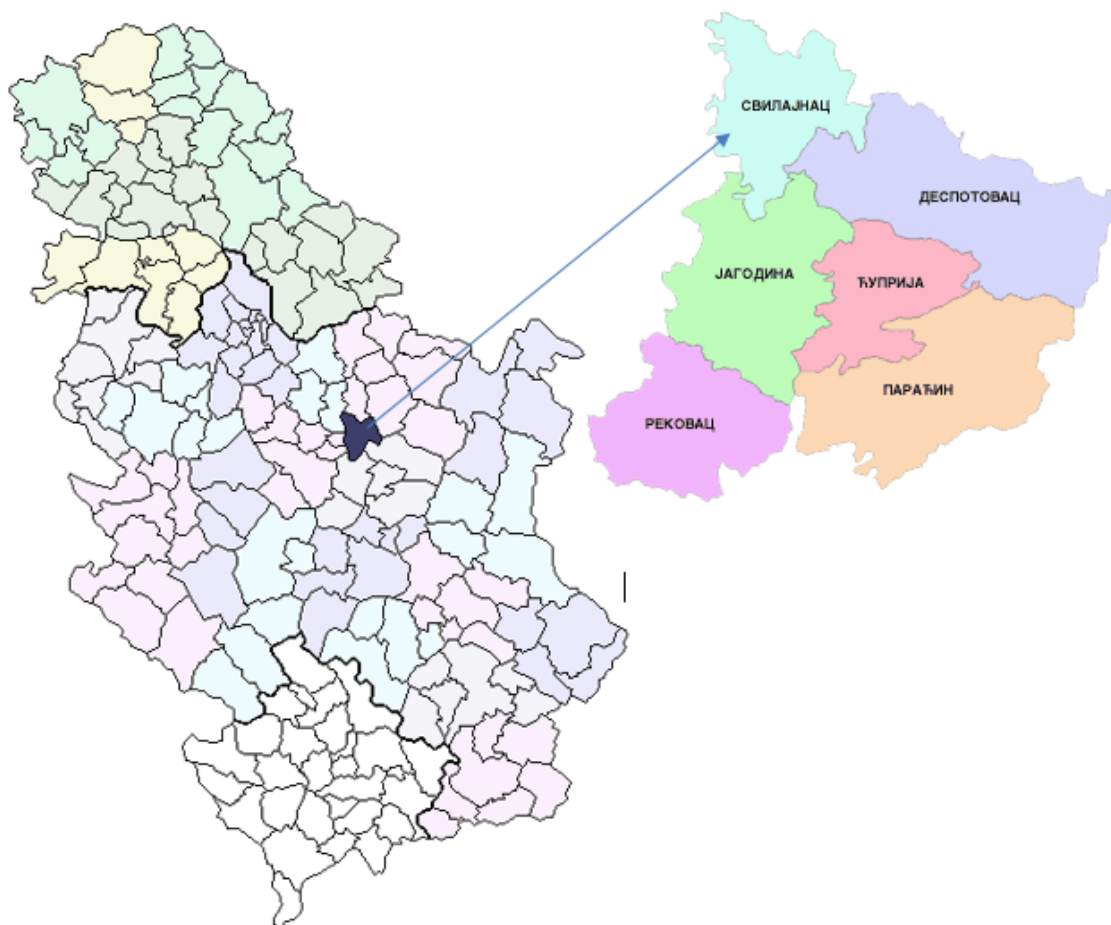 СВИЛАЈНАЦ
ДЕСПОТОВАЦ
ЈАГОДИНА
ЋУПРИЈА
ПАРАЋИН
РЕКОВАЦ